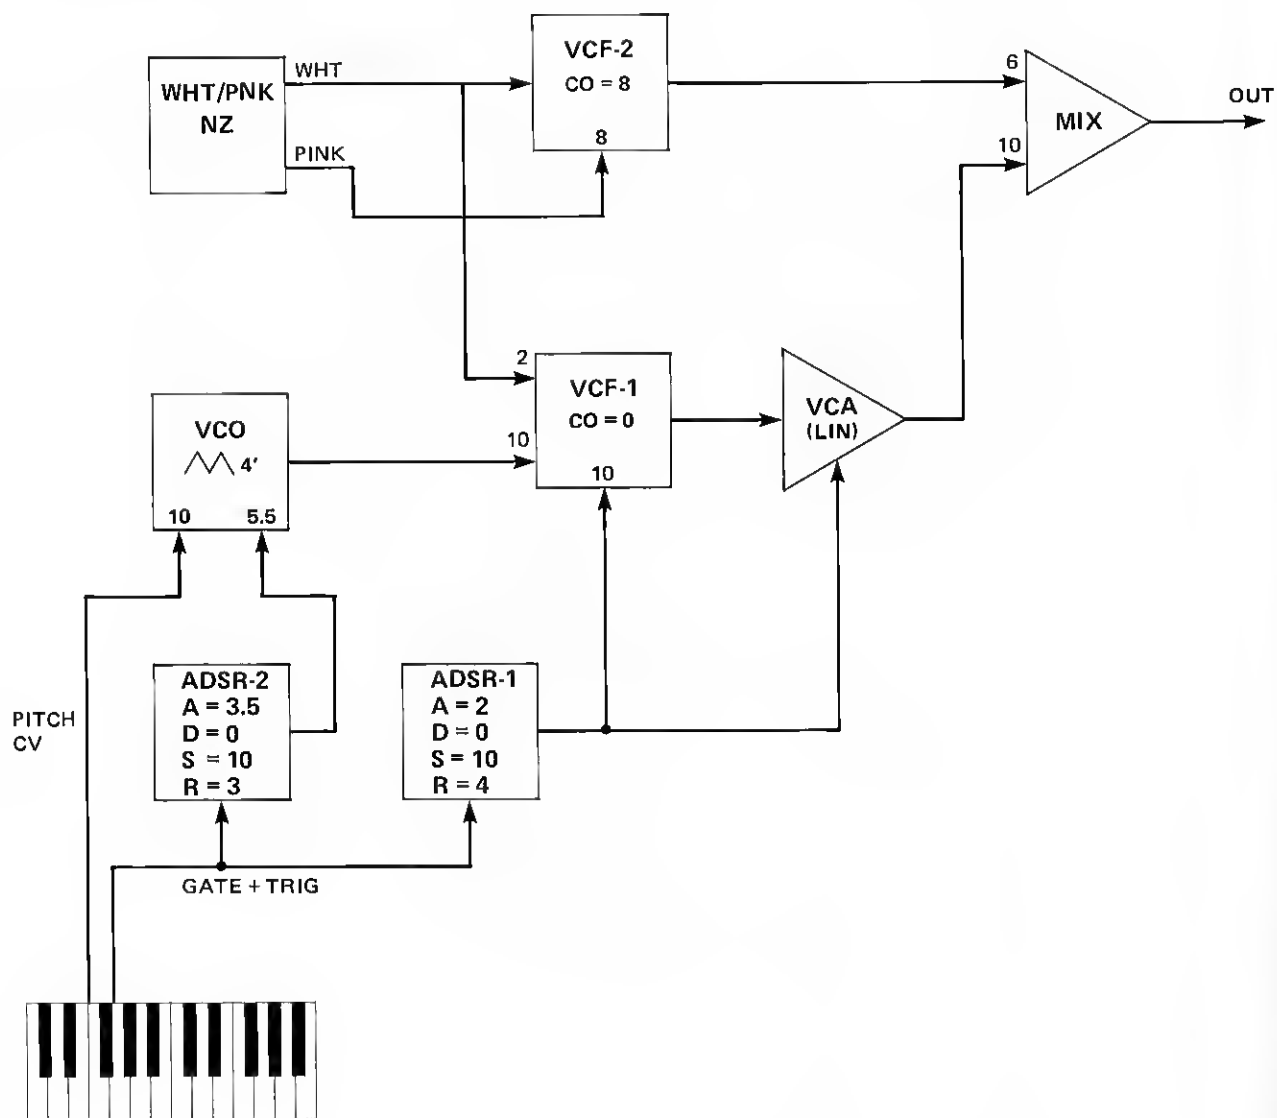 WHT/PNK
NZ
WHT
PINK
VCF-2
CO = 8
8
6
10
MIX
OUT
VCO
4'
10 5.5
2
10
VCF-1
CO = 0
10
VCA
(LIN)
ADSR-2
A = 3.5
D = 0
S = 10
R = 3
ADSR-1
A = 2
D = 0
S = 10
R = 4
PITCH
CV
GATE + TRIG